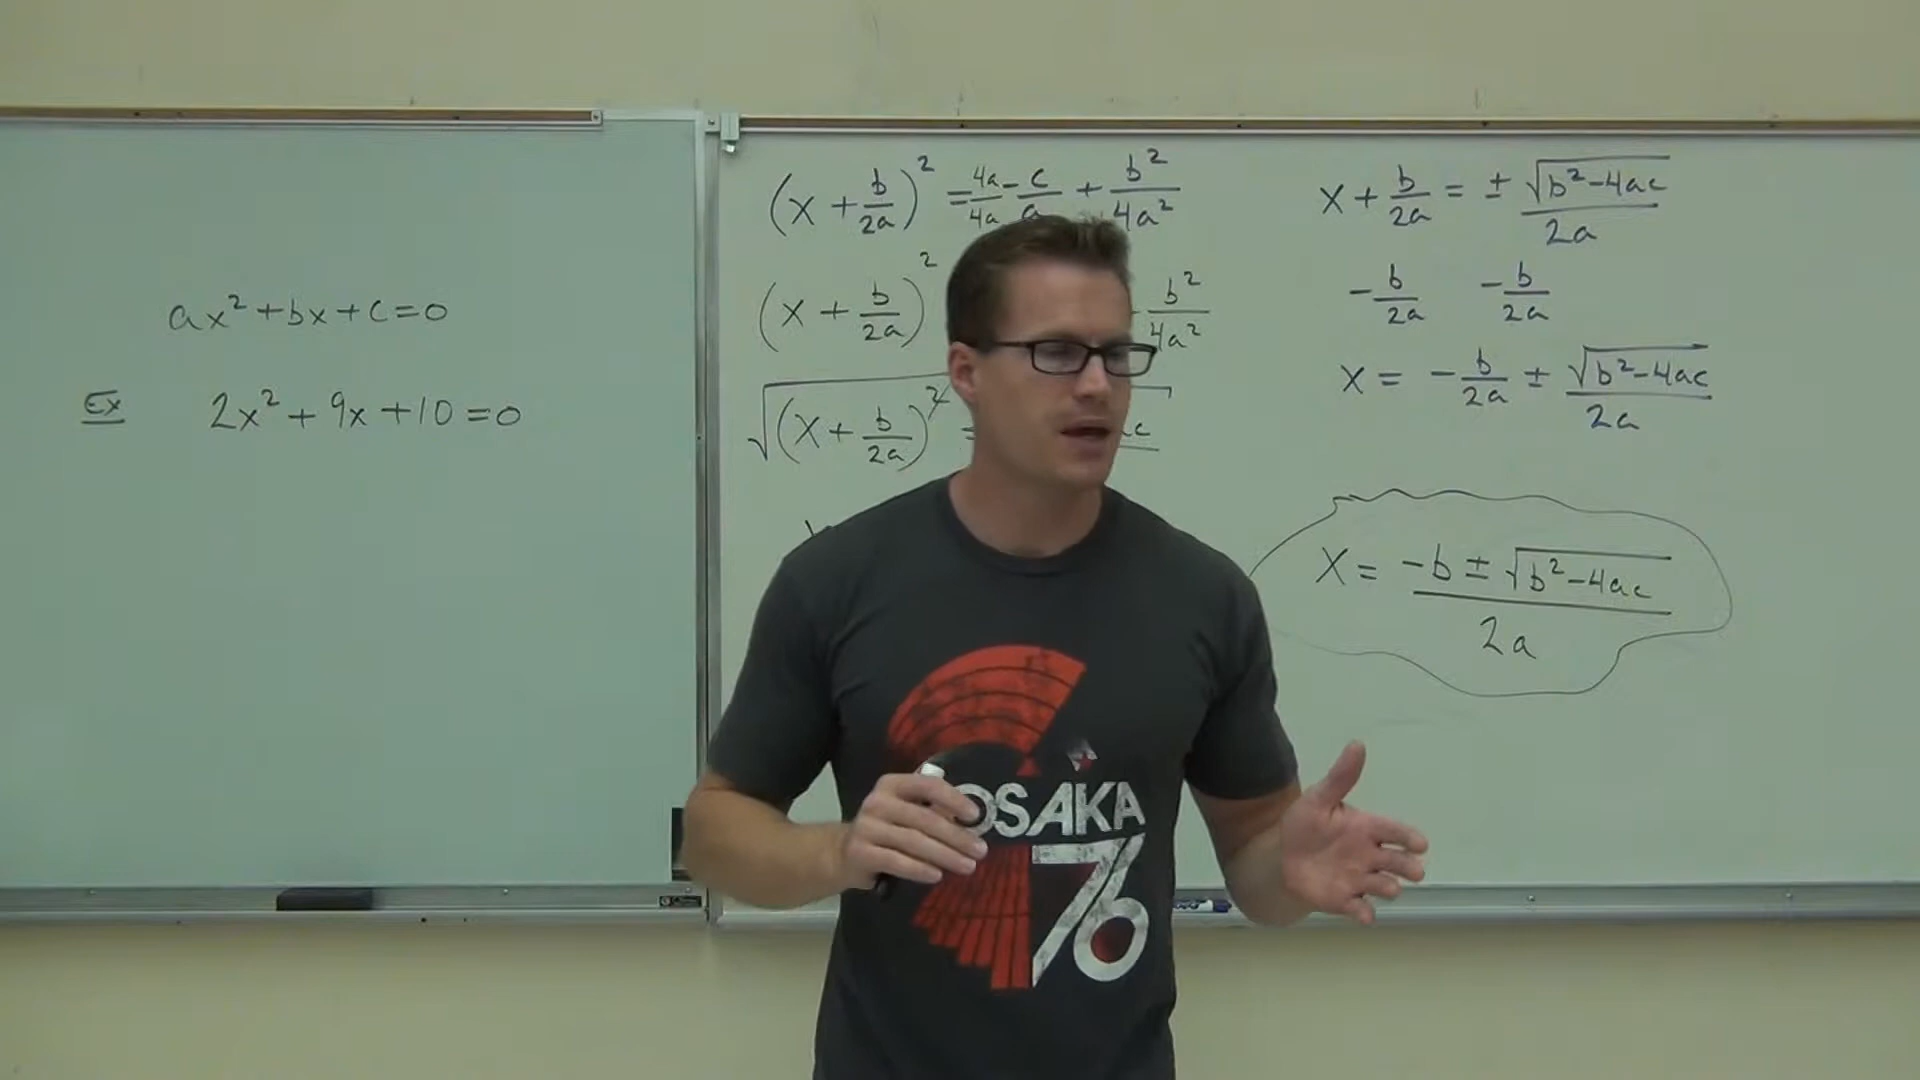 ax² + bx + c = 0
Ex 2x² + 9x + 10 = 0
(x + b/2a)² = 4a/4a - c/a + b²/4a²
(x + b/2a)² b²/4a²
√(x + b/2a)² = ac
x + b/2a = ± √(b²-4ac)/2a
-b/2a -b/2a
x = -b/2a ± √(b²-4ac)/2a
x = (-b ± √(b²-4ac))/2a
OSAKA
76